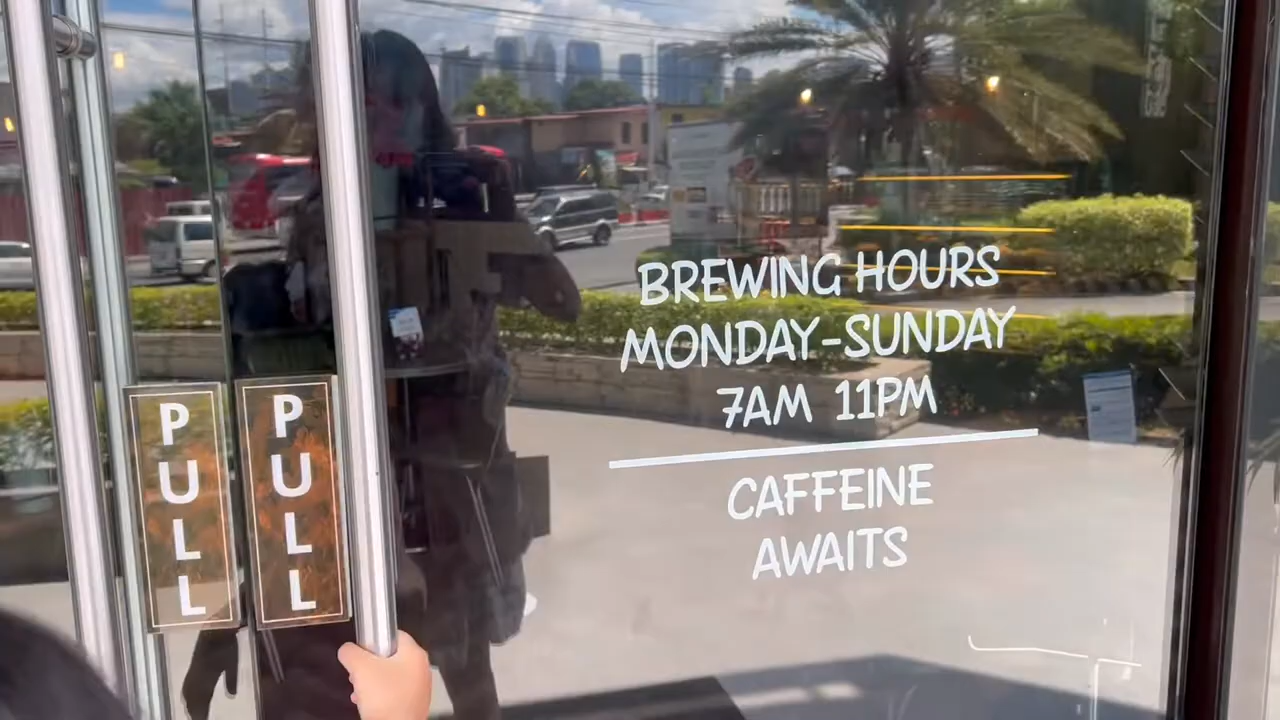 PULL
PULL
BREWING HOURS
MONDAY-SUNDAY
7AM 11PM
CAFFEINE
AWAITS